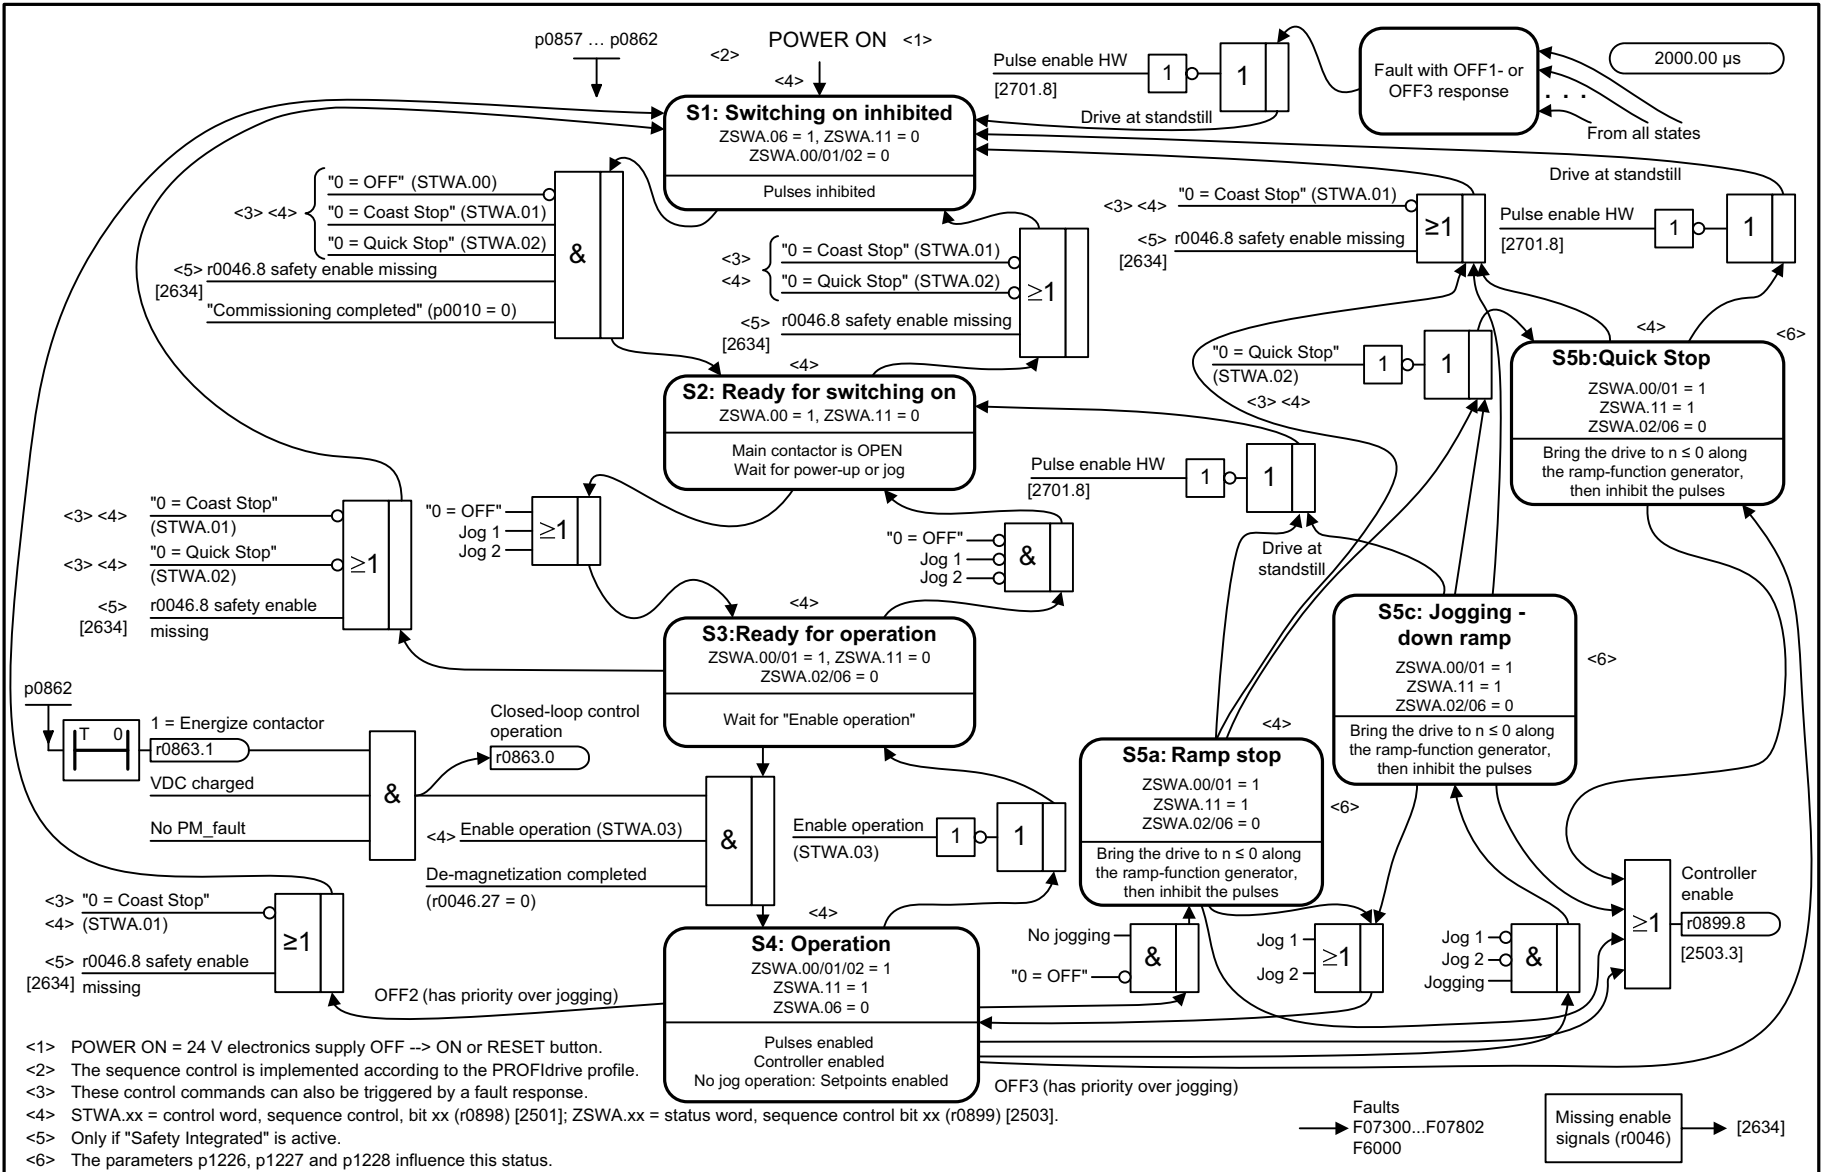 p0857 … p0862
<2>
POWER ON <1>
<4>
S1: Switching on inhibited
ZSWA.06 = 1, ZSWA.11 = 0
ZSWA.00/01/02 = 0
Pulses inhibited
Pulse enable HW
[2701.8]
1
1
Drive at standstill
Fault with OFF1- or
OFF3 response
2000.00 µs
. . .
From all states
<3> <4>
"0 = OFF" (STWA.00)
"0 = Coast Stop" (STWA.01)
"0 = Quick Stop" (STWA.02)
<5> r0046.8 safety enable missing
[2634]
"Commissioning completed" (p0010 = 0)
&
<3>
<4>
"0 = Coast Stop" (STWA.01)
"0 = Quick Stop" (STWA.02)
<5> r0046.8 safety enable missing
[2634]
≥1
<3> <4> "0 = Coast Stop" (STWA.01)
<5> r0046.8 safety enable missing
[2634]
≥1
Drive at standstill
Pulse enable HW
[2701.8]
1
1
<4>
S2: Ready for switching on
ZSWA.00 = 1, ZSWA.11 = 0
Main contactor is OPEN
Wait for power-up or jog
"0 = Quick Stop"
(STWA.02)
<3> <4>
1
1
<4>
<6>
S5b:Quick Stop
ZSWA.00/01 = 1
ZSWA.11 = 1
ZSWA.02/06 = 0
Bring the drive to n ≤ 0 along
the ramp-function generator,
then inhibit the pulses
<3> <4> "0 = Coast Stop"
(STWA.01)
<3> <4> "0 = Quick Stop"
(STWA.02)
<5> r0046.8 safety enable
[2634] missing
≥1
"0 = OFF"
Jog 1
Jog 2
≥1
"0 = OFF"
Jog 1
Jog 2
&
Pulse enable HW
[2701.8]
1
1
Drive at
standstill
<4>
S3:Ready for operation
ZSWA.00/01 = 1, ZSWA.11 = 0
ZSWA.02/06 = 0
Wait for "Enable operation"
S5c: Jogging -
down ramp
ZSWA.00/01 = 1
ZSWA.11 = 1
ZSWA.02/06 = 0
Bring the drive to n ≤ 0 along
the ramp-function generator,
then inhibit the pulses
<6>
p0862
T 0
1 = Energize contactor
r0863.1
VDC charged
No PM_fault
&
Closed-loop control
operation
r0863.0
<4> Enable operation (STWA.03)
De-magnetization completed
(r0046.27 = 0)
&
Enable operation
(STWA.03)
1
1
<4>
S5a: Ramp stop
ZSWA.00/01 = 1
ZSWA.11 = 1
ZSWA.02/06 = 0
Bring the drive to n ≤ 0 along
the ramp-function generator,
then inhibit the pulses
<6>
<3> "0 = Coast Stop"
<4> (STWA.01)
<5> r0046.8 safety enable
[2634] missing
≥1
OFF2 (has priority over jogging)
<4>
S4: Operation
ZSWA.00/01/02 = 1
ZSWA.11 = 1
ZSWA.06 = 0
Pulses enabled
Controller enabled
No jog operation: Setpoints enabled
No jogging
"0 = OFF"
&
Jog 1
Jog 2
≥1
Jog 1
Jog 2
Jogging
&
≥1
Controller
enable
r0899.8
[2503.3]
OFF3 (has priority over jogging)
<1> POWER ON = 24 V electronics supply OFF --> ON or RESET button.
<2> The sequence control is implemented according to the PROFIdrive profile.
<3> These control commands can also be triggered by a fault response.
<4> STWA.xx = control word, sequence control, bit xx (r0898) [2501]; ZSWA.xx = status word, sequence control bit xx (r0899) [2503].
<5> Only if "Safety Integrated" is active.
<6> The parameters p1226, p1227 and p1228 influence this status.
Faults
F07300...F07802
F6000
Missing enable
signals (r0046)
[2634]